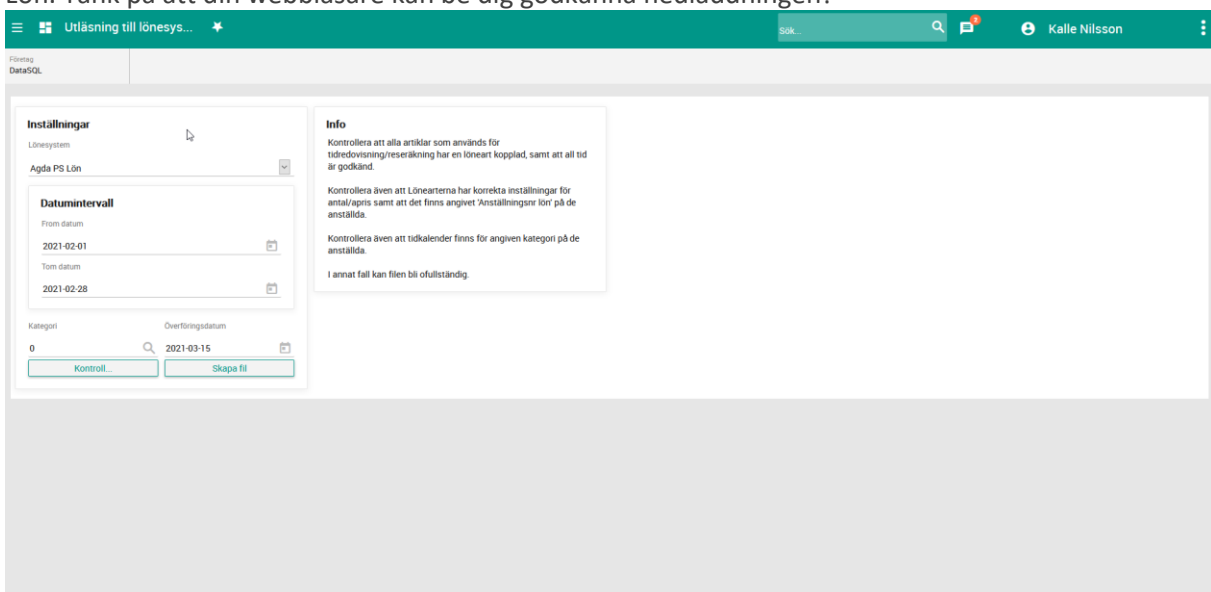 Lön. Tänk på att din webbläsare kan be dig godkänna nedladdningen.
Utläsning till lönesys...
Sök...
2
Kalle Nilsson
Företag
DataSQL
Inställningar
Lönesystem
Agda PS Lön
Datumintervall
From datum
2021-02-01
Tom datum
2021-02-28
Kategori
Överföringsdatum
0
2021-03-15
Kontroll...
Skapa fil
Info
Kontrollera att alla artiklar som används för
tidredovisning/reseräkning har en löneart kopplad, samt att all tid
är godkänd.
Kontrollera även att Lönearterna har korrekta inställningar för
antal/apris samt att det finns angivet 'Anställningsnr lön' på de
anställda.
Kontrollera även att tidkalender finns för angiven kategori på de
anställda.
I annat fall kan filen bli ofullständig.